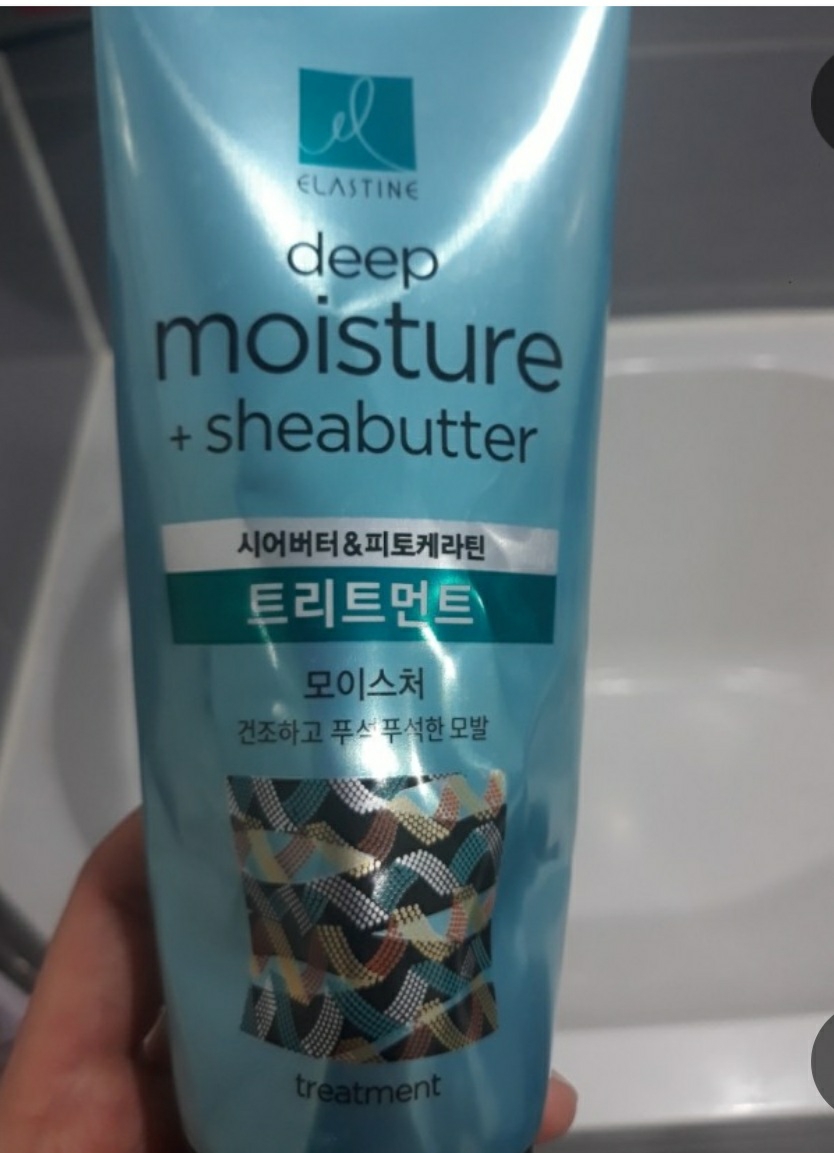 el
ELASTINE
deep
moisture
+ sheabutter
시어버터&피토케라틴
트리트먼트
모이스처
건조하고 푸석푸석한 모발
treatment